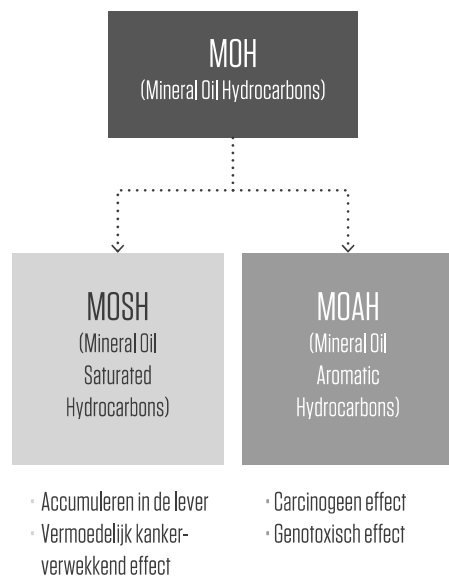 MOH
(Mineral Oil Hydrocarbons)
MOSH
(Mineral Oil
Saturated
Hydrocarbons)
MOAH
(Mineral Oil
Aromatic
Hydrocarbons)
· Accumuleren in de lever
· Vermoedelijk kanker-
verwekkend effect
· Carcinogeen effect
· Genotoxisch effect